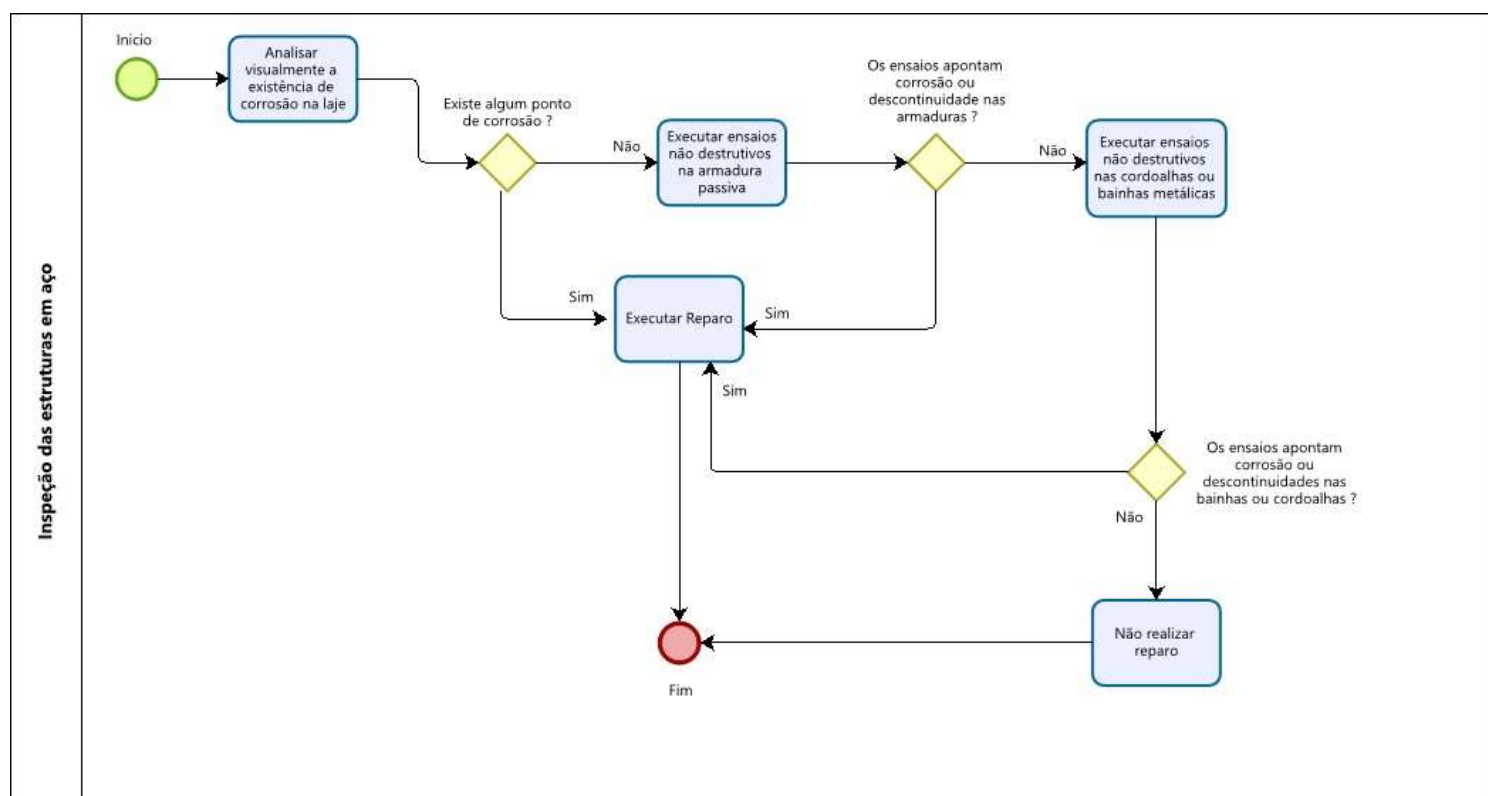 Inspeção das estruturas em aço
Inicio
Analisar
visualmente a
existência de
corrosão na laje
Existe algum ponto
de corrosão ?
Não
Executar ensaios
não destrutivos
na armadura
passiva
Os ensaios apontam
corrosão ou
descontinuidade nas
armaduras ?
Não
Executar ensaios
não destrutivos
nas cordoalhas ou
bainhas metálicas
Sim
Executar Reparo
Sim
Sim
Os ensaios apontam
corrosão ou
descontinuidades nas
bainhas ou cordoalhas ?
Não
Não realizar
reparo
Fim